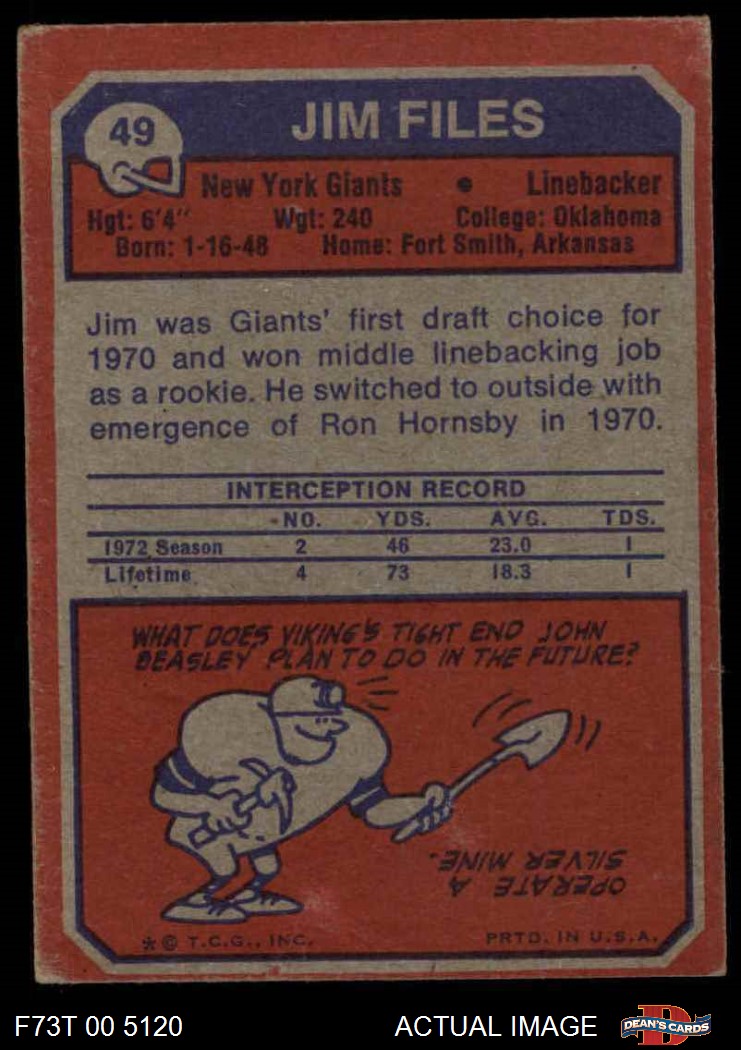 49
JIM FILES
New York Giants • Linebacker
Hgt: 6'4" Wgt: 240 College: Oklahoma
Born: 1-16-48 Home: Fort Smith, Arkansas
Jim was Giants' first draft choice for
1970 and won middle linebacking job
as a rookie. He switched to outside with
emergence of Ron Hornsby in 1970.
INTERCEPTION RECORD
NO. YDS. AVG. TDS.
1972 Season 2 46 23.0 1
Lifetime 4 73 18.3 1
WHAT DOES VIKING'S TIGHT END JOHN
BEASLEY PLAN TO DO IN THE FUTURE?
OPERATE A
SILVER MINE.
* © T.C.G., INC. PRTD. IN U.S.A.
F73T 00 5120 ACTUAL IMAGE D DEAN'S CARDS